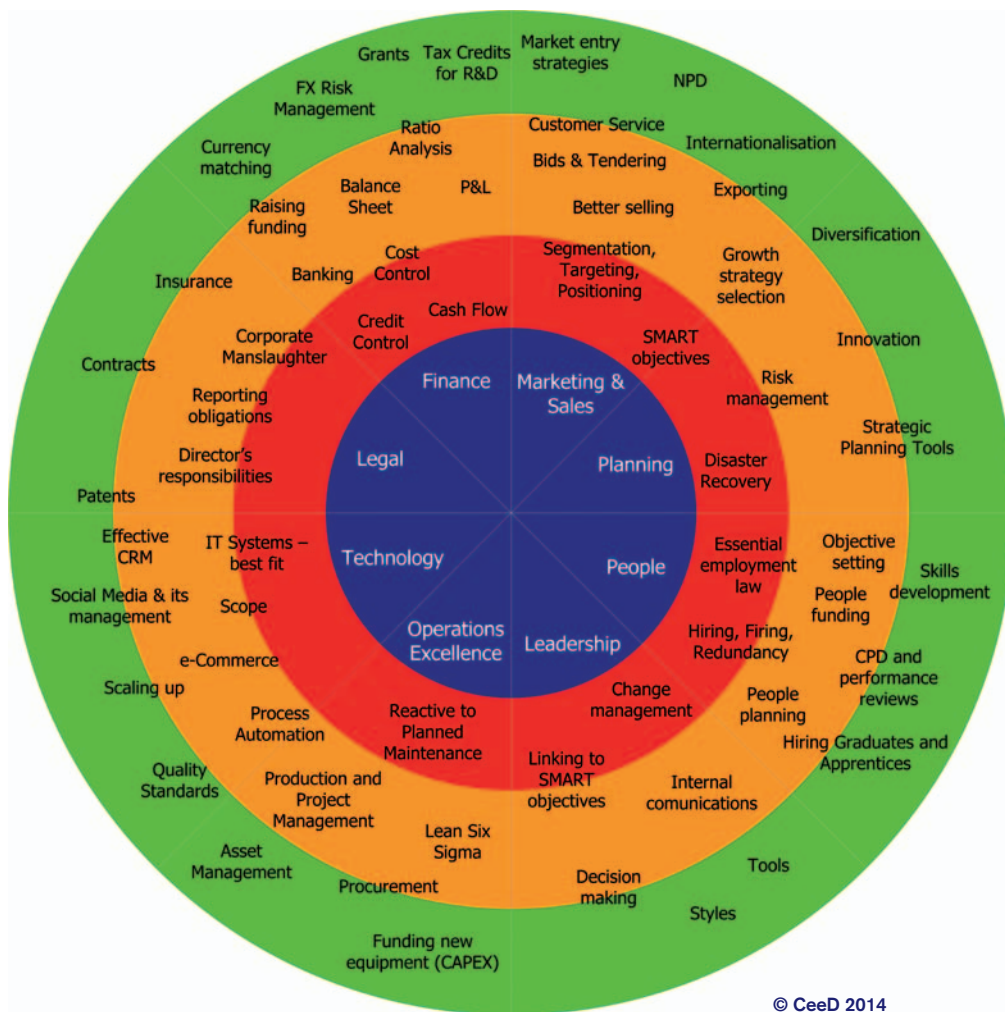 Grants
Tax Credits
for R&D
Market entry
strategies
NPD
FX Risk
Management
Ratio
Analysis
Customer Service
Internationalisation
Currency
matching
Bids & Tendering
Balance
Sheet
P&L
Exporting
Raising
funding
Better selling
Diversification
Insurance
Banking
Cost
Control
Segmentation,
Targeting,
Positioning
Growth
strategy
selection
Cash Flow
Credit
Control
Corporate
Manslaughter
SMART
objectives
Innovation
Contracts
Finance
Marketing &
Sales
Risk
management
Reporting
obligations
Strategic
Planning Tools
Director's
responsibilities
Legal
Planning
Disaster
Recovery
Patents
Effective
CRM
IT Systems –
best fit
Technology
People
Essential
employment
law
Objective
setting
Skills
development
Social Media & its
management
Scope
People
funding
Operations
Excellence
Leadership
Hiring, Firing,
Redundancy
e-Commerce
CPD and
performance
reviews
Scaling up
Process
Automation
Reactive to
Planned
Maintenance
Change
management
People
planning
Hiring Graduates and
Apprentices
Quality
Standards
Production and
Project
Management
Linking to
SMART
objectives
Internal
comunications
Lean Six
Sigma
Asset
Management
Procurement
Decision
making
Tools
Styles
Funding new
equipment (CAPEX)
© CeeD 2014